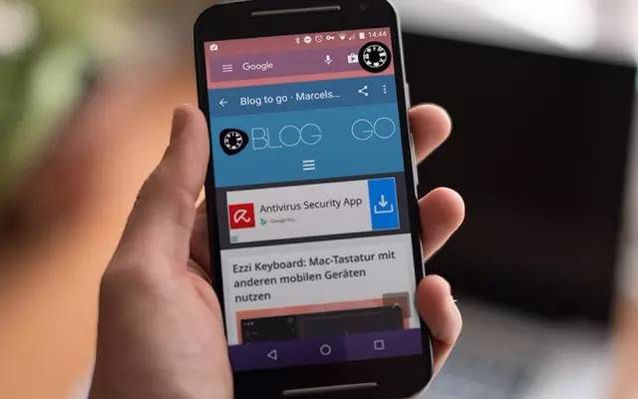 14:44
Google
Blog to go · Marcels...
BLOG GO
Antivirus Security App
Google Play
Ezzi Keyboard: Mac-Tastatur mit
anderen mobilen Geräten
nutzen